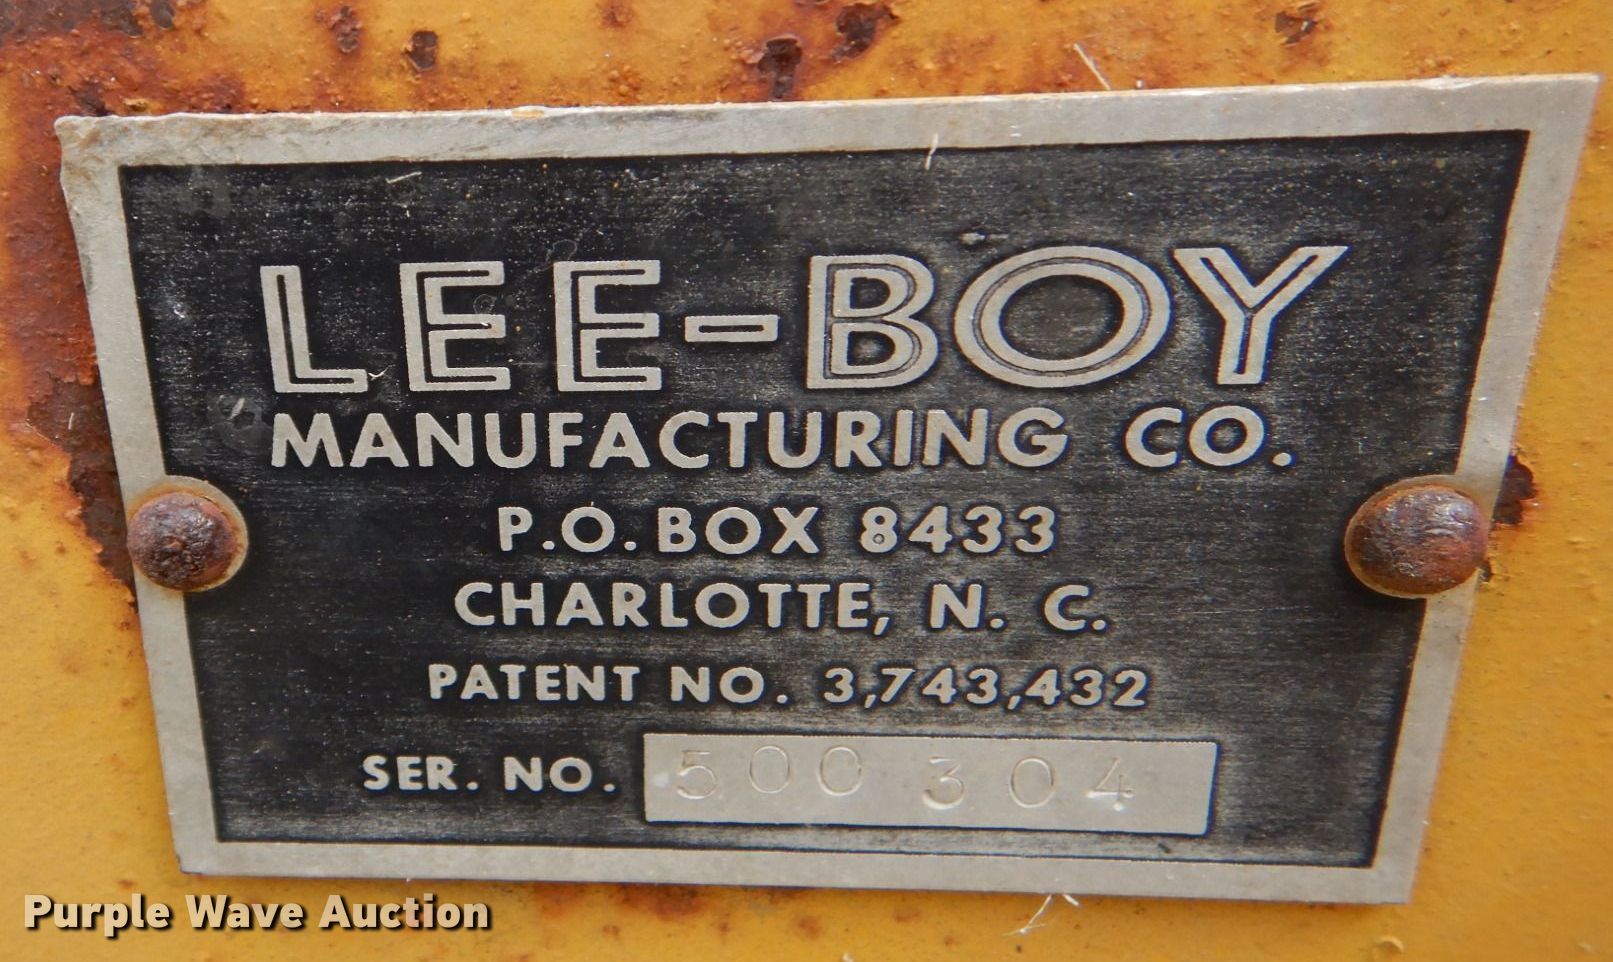 LEE-BOY
MANUFACTURING CO.
P.O. BOX 8433
CHARLOTTE, N. C.
PATENT NO. 3,743,432
SER. NO. 500 304
Purple Wave Auction